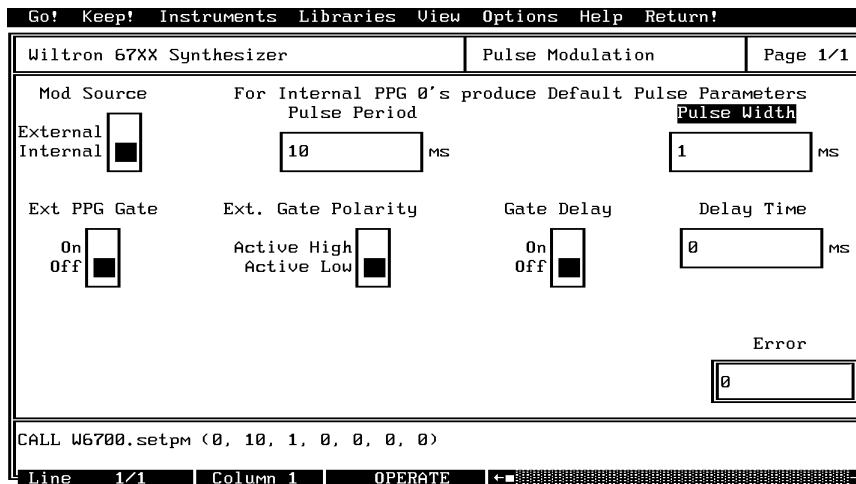 Go! Keep! Instruments Libraries View Options Help Return!
Wiltron 67XX Synthesizer Pulse Modulation Page 1/1
Mod Source For Internal PPG 0's produce Default Pulse Parameters
Pulse Period Pulse Width
External
Internal 10 ms 1 ms
Ext PPG Gate Ext. Gate Polarity Gate Delay Delay Time
On Active High On 0 ms
Off Active Low Off
Error
0
CALL W6700.setpm (0, 10, 1, 0, 0, 0, 0)
Line 1/1 Column 1 OPERATE ←